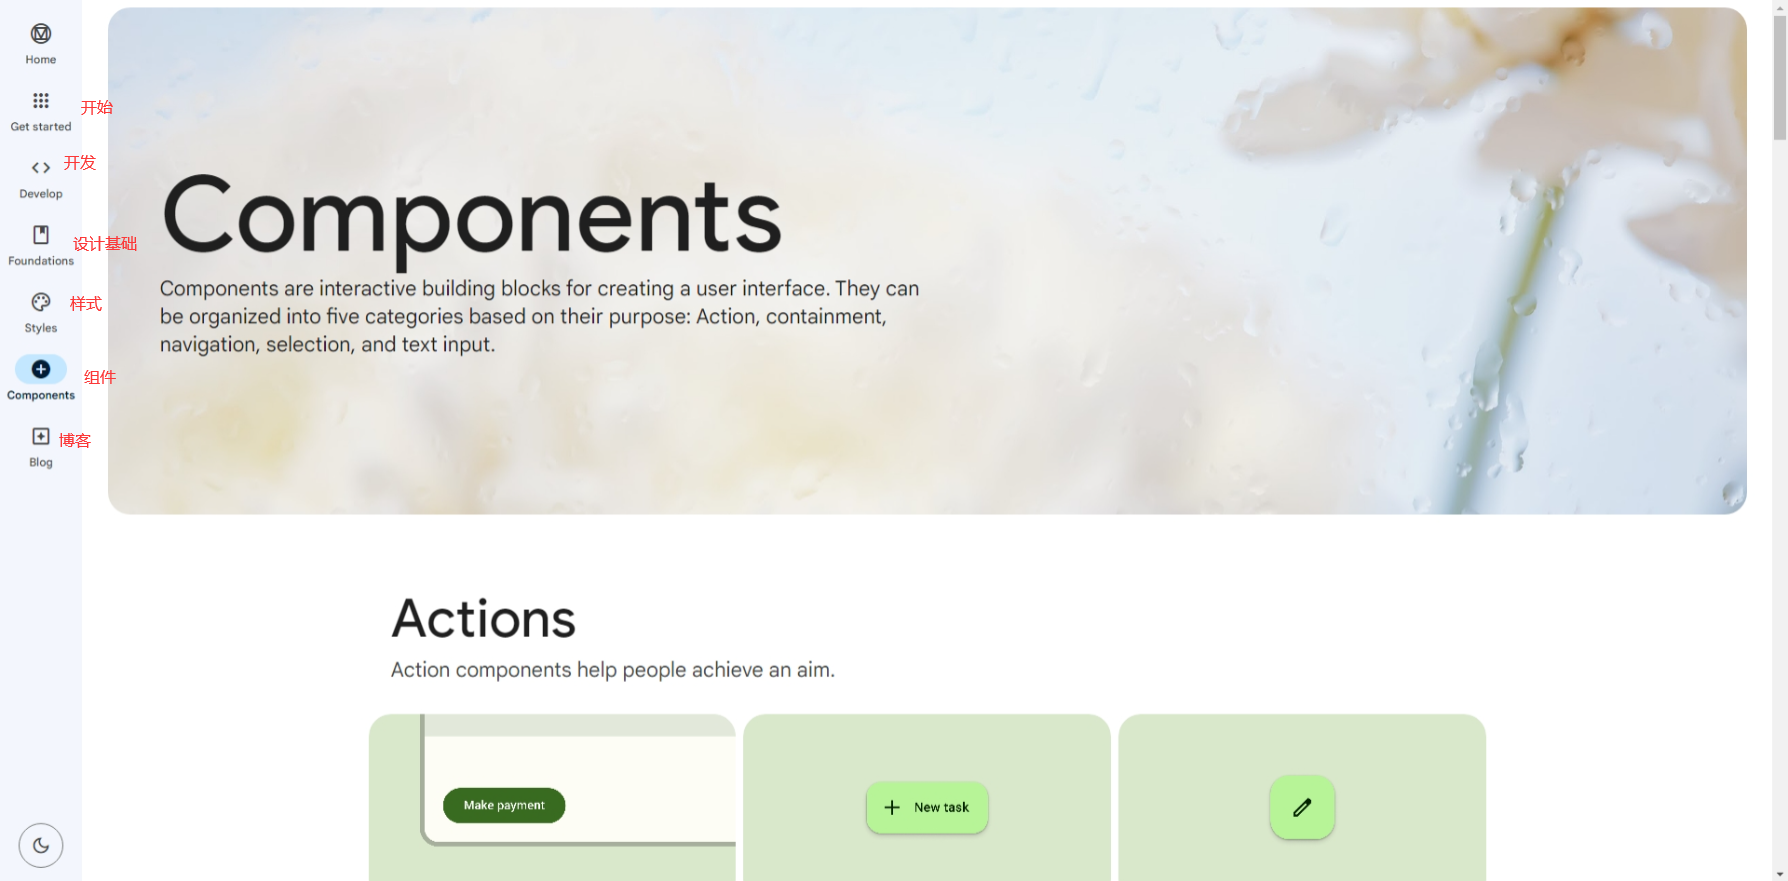 Home
Get started
开始
Develop
开发
Foundations
设计基础
Styles
样式
Components
组件
Blog
博客
Components
Components are interactive building blocks for creating a user interface. They can
be organized into five categories based on their purpose: Action, containment,
navigation, selection, and text input.
Actions
Action components help people achieve an aim.
Make payment
New task